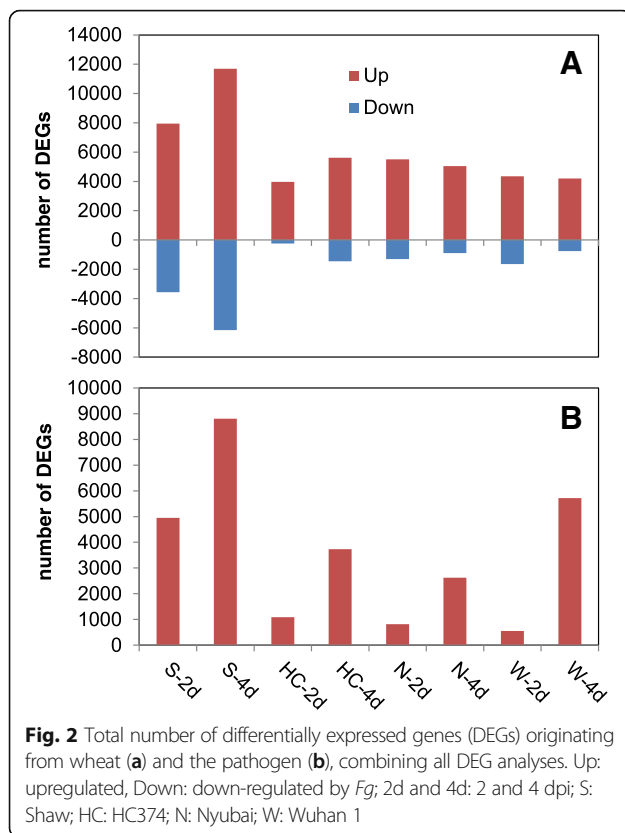 A
Up
Down
number of DEGs
14000
12000
10000
8000
6000
4000
2000
0
-2000
-4000
-6000
-8000
B
number of DEGs
10000
9000
8000
7000
6000
5000
4000
3000
2000
1000
0
S-2d
S-4d
HC-2d
HC-4d
N-2d
N-4d
W-2d
W-4d
Fig. 2 Total number of differentially expressed genes (DEGs) originating
from wheat (a) and the pathogen (b), combining all DEG analyses. Up:
upregulated, Down: down-regulated by Fg; 2d and 4d: 2 and 4 dpi; S:
Shaw; HC: HC374; N: Nyubai; W: Wuhan 1